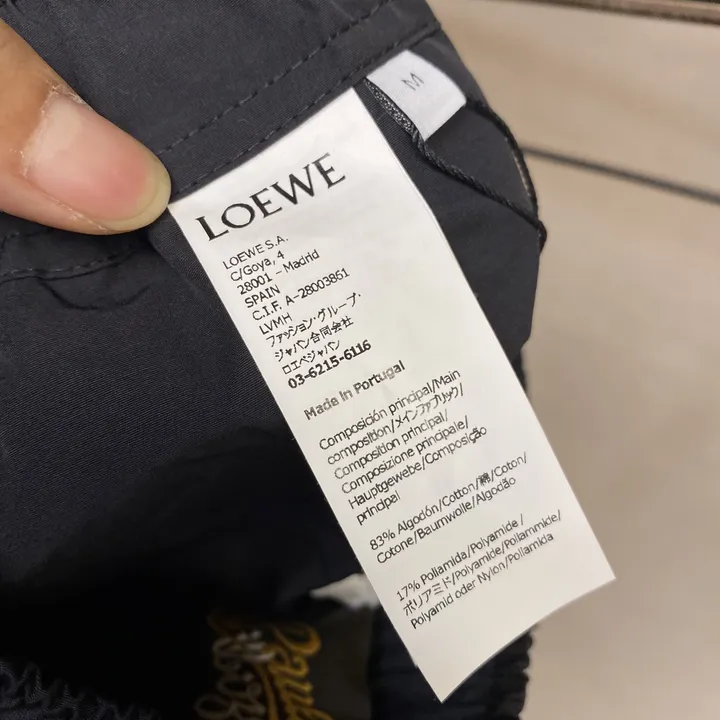 M
LOEWE
LOEWE S.A.
C/Goya, 4
28001 - Madrid
SPAIN
C.I.F. A-28003861
LVMH
ファッション・グループ・
ジャパン合同会社
ロエベジャパン
03-6215-6116
Made in Portugal
Composición principal/Main
composition/メインファブリック/
Composition principal/
Composizione principale/
Hauptgewebe/Composição
principal
83% Algodón/Cotton/綿/Coton/
Cotone/Baumwolle/Algodão
17% Poliamida/Polyamide/
ポリアミド/Polyamide/Poliammide/
Polyamid oder Nylon/Poliamida
Paula's
Ibiza